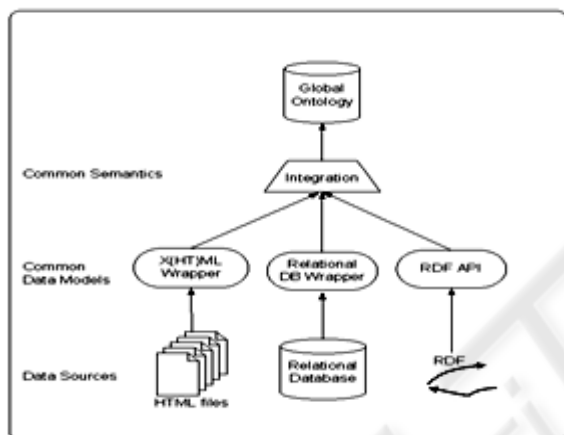 Global
Ontology
Common Semantics
Integration
Common
Data Models
X(HT)ML
Wrapper
Relational
DB Wrapper
RDF API
Data Sources
HTML files
Relational
Database
RDF